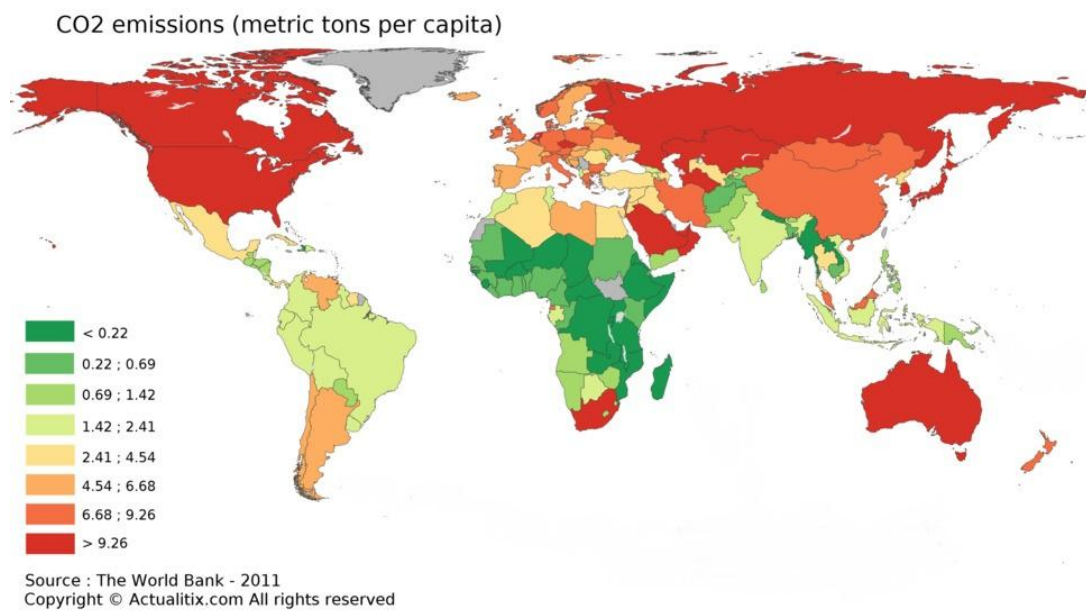 CO2 emissions (metric tons per capita)
< 0.22
0.22 ; 0.69
0.69 ; 1.42
1.42 ; 2.41
2.41 ; 4.54
4.54 ; 6.68
6.68 ; 9.26
> 9.26
Source : The World Bank - 2011
Copyright © Actualitix.com All rights reserved